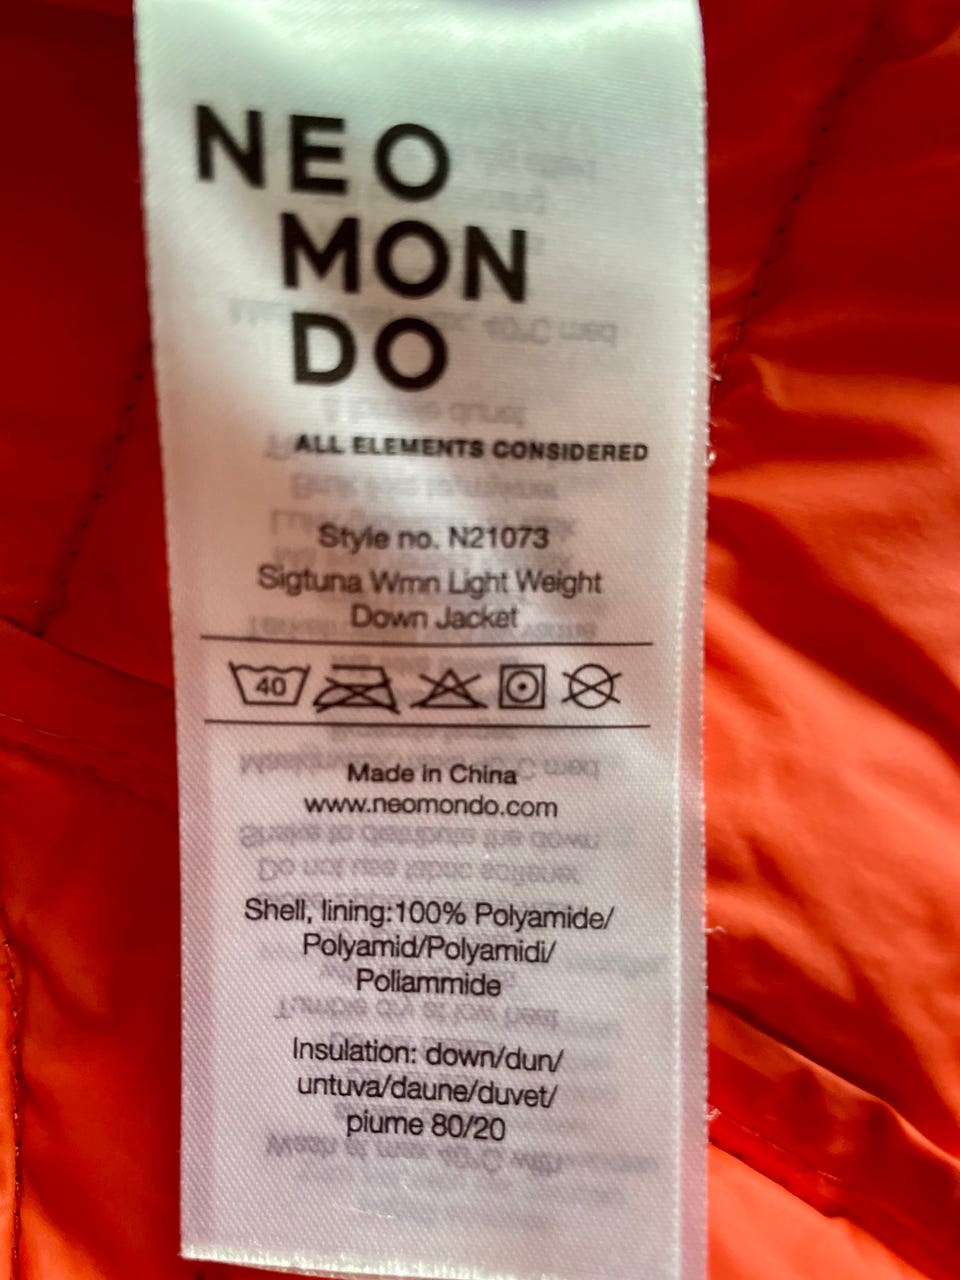 NEO
MON
DO
ALL ELEMENTS CONSIDERED
Style no. N21073
Sigtuna Wmn Light Weight
Down Jacket
40
Made in China
www.neomondo.com
Shell, lining:100% Polyamide/
Polyamid/Polyamidi/
Poliammide
Insulation: down/dun/
untuva/daune/duvet/
piume 80/20